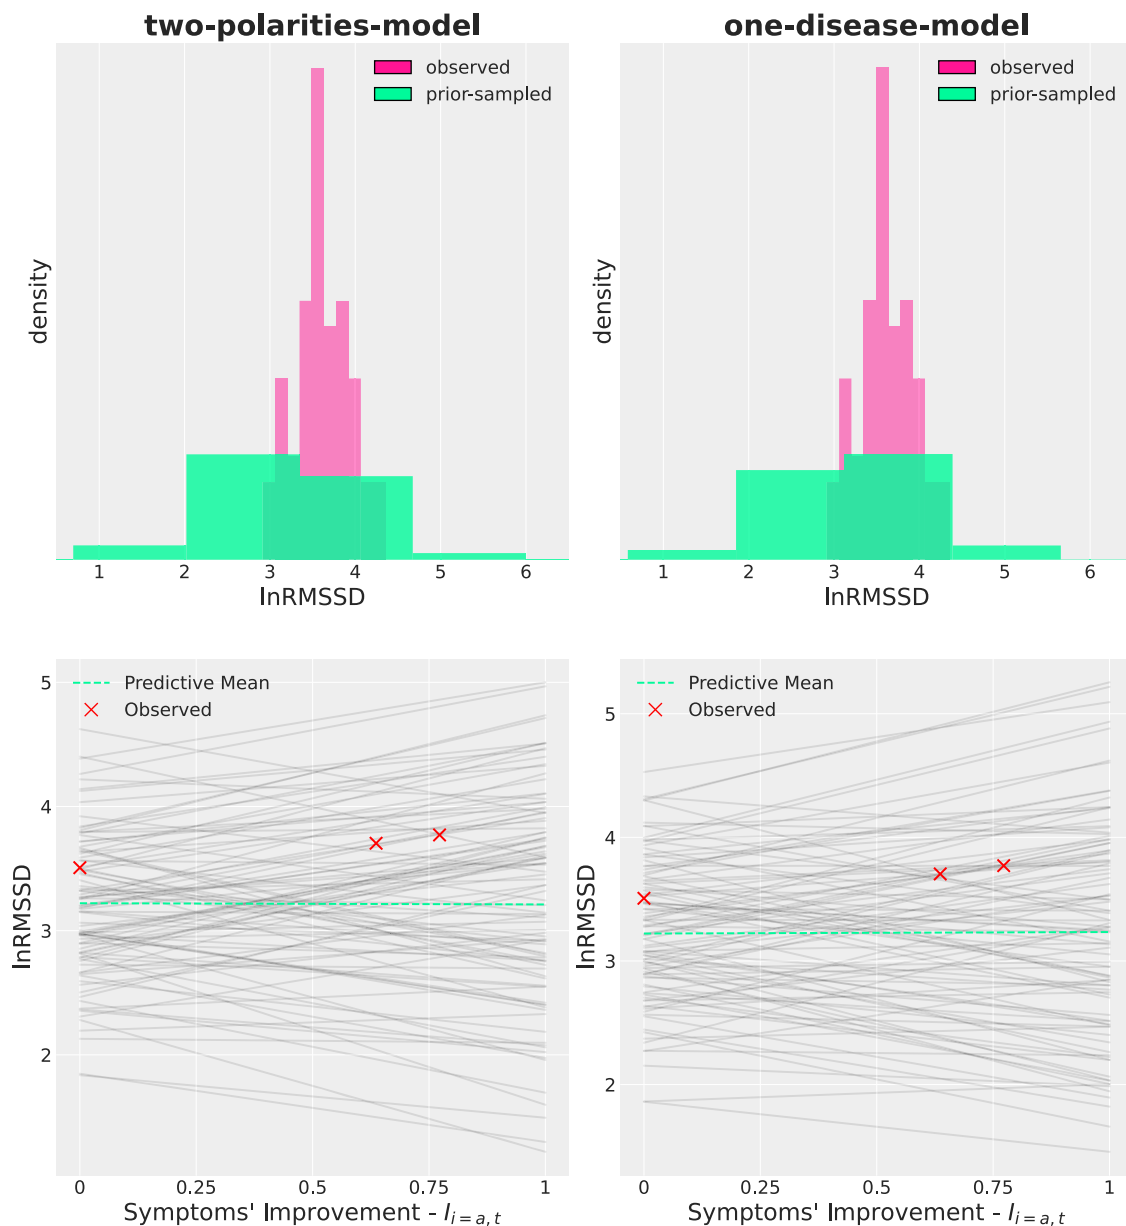 two-polarities-model
observed
prior-sampled
density
1 2 3 4 5 6
lnRMSSD
one-disease-model
observed
prior-sampled
density
1 2 3 4 5 6
lnRMSSD
Predictive Mean
Observed
5
4
3
2
lnRMSSD
0 0.25 0.5 0.75 1
Symptoms' Improvement - I_{i=a,t}
Predictive Mean
Observed
5
4
3
2
lnRMSSD
0 0.25 0.5 0.75 1
Symptoms' Improvement - I_{i=a,t}